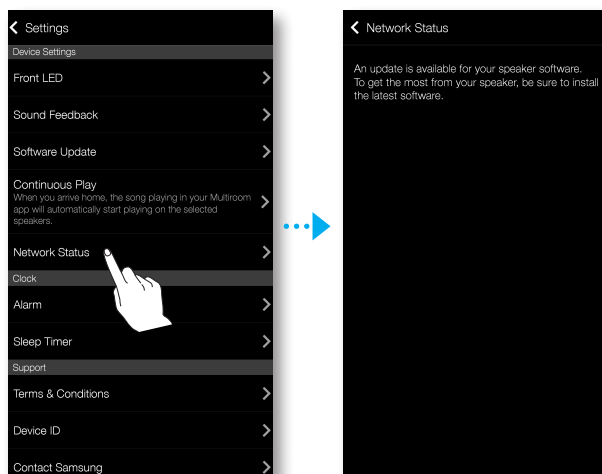 Settings
Device Settings
Front LED
Sound Feedback
Software Update
Continuous Play
When you arrive home, the song playing in your Multiroom
app will automatically start playing on the selected
speakers.
Network Status
Clock
Alarm
Sleep Timer
Support
Terms & Conditions
Device ID
Contact Samsung
Network Status
An update is available for your speaker software.
To get the most from your speaker, be sure to install
the latest software.